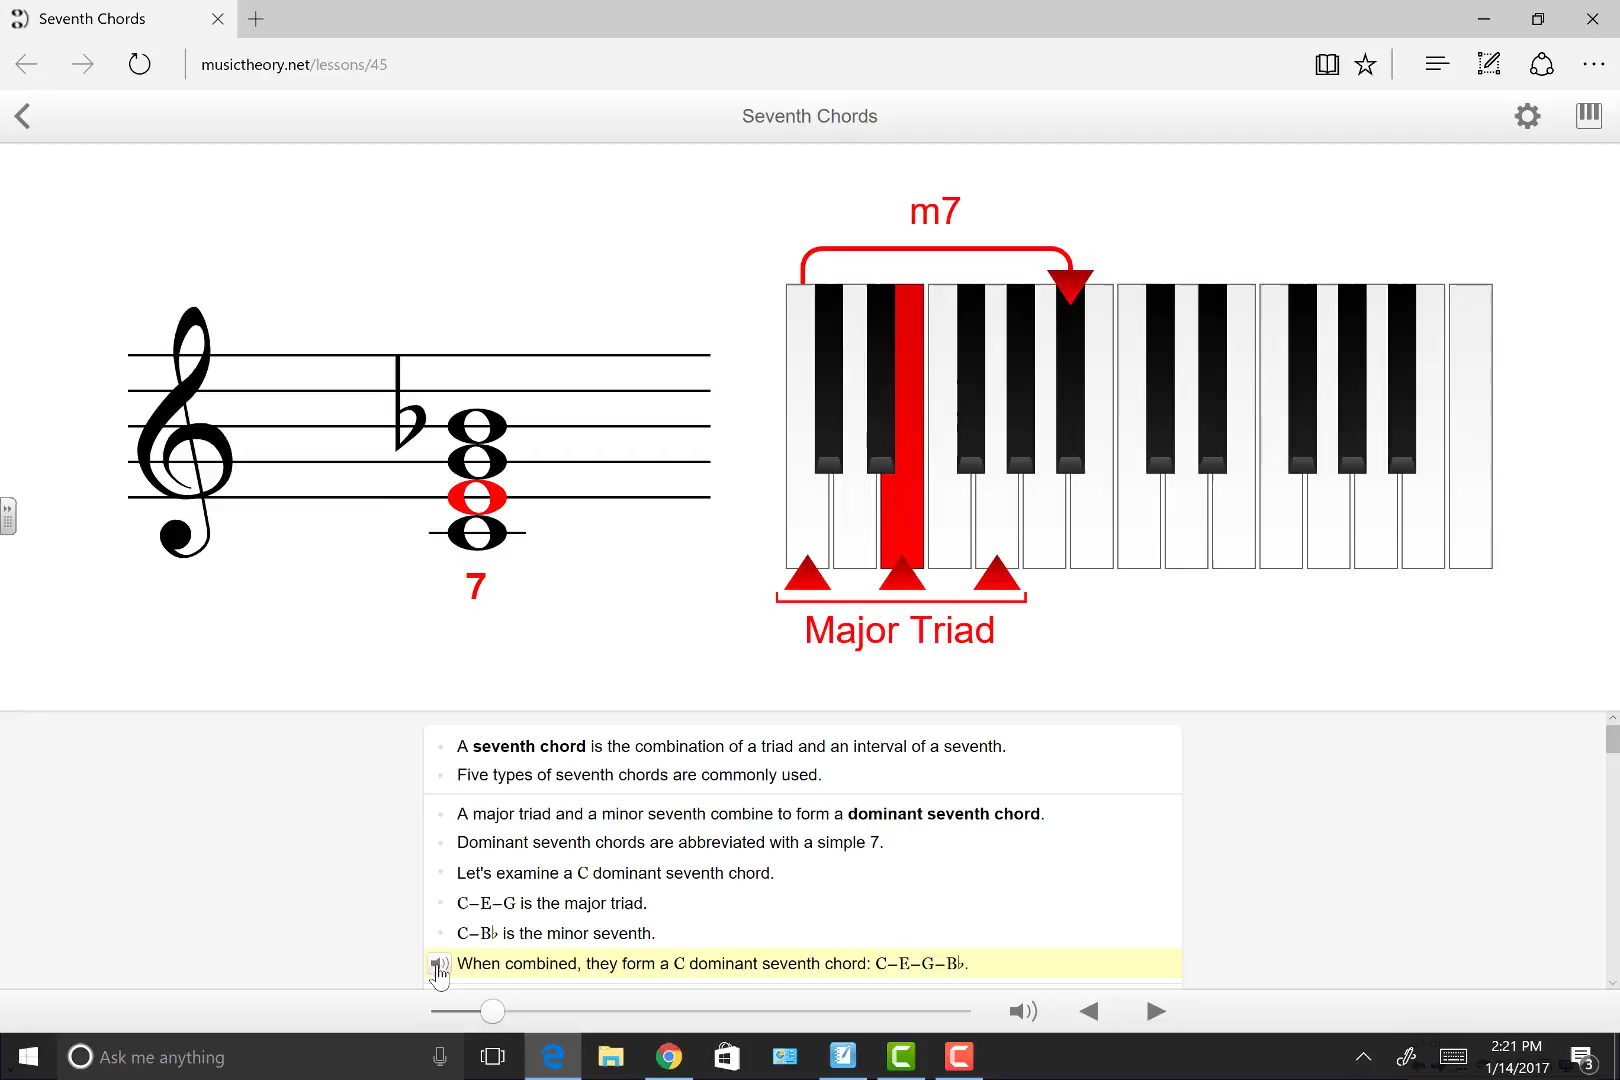 Seventh Chords
musictheory.net/lessons/45
Seventh Chords
m7
7
Major Triad
A seventh chord is the combination of a triad and an interval of a seventh.
Five types of seventh chords are commonly used.
A major triad and a minor seventh combine to form a dominant seventh chord.
Dominant seventh chords are abbreviated with a simple 7.
Let's examine a C dominant seventh chord.
C–E–G is the major triad.
C–B♭ is the minor seventh.
When combined, they form a C dominant seventh chord: C–E–G–B♭.
Ask me anything
2:21 PM
1/14/2017
3